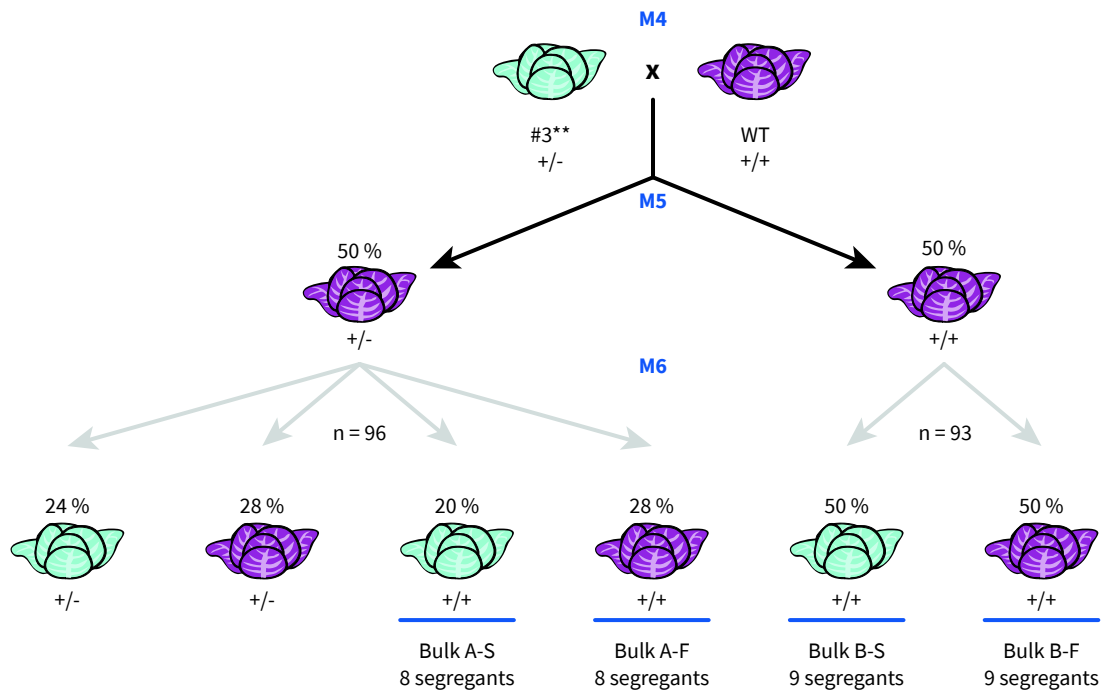 M4
x
#3**
+/-
WT
+/+
M5
50 %
+/-
50 %
+/+
M6
n = 96
n = 93
24 %
28 %
20 %
28 %
50 %
50 %
+/-
+/-
+/+
+/+
+/+
+/+
Bulk A-S
8 segregants
Bulk A-F
8 segregants
Bulk B-S
9 segregants
Bulk B-F
9 segregants